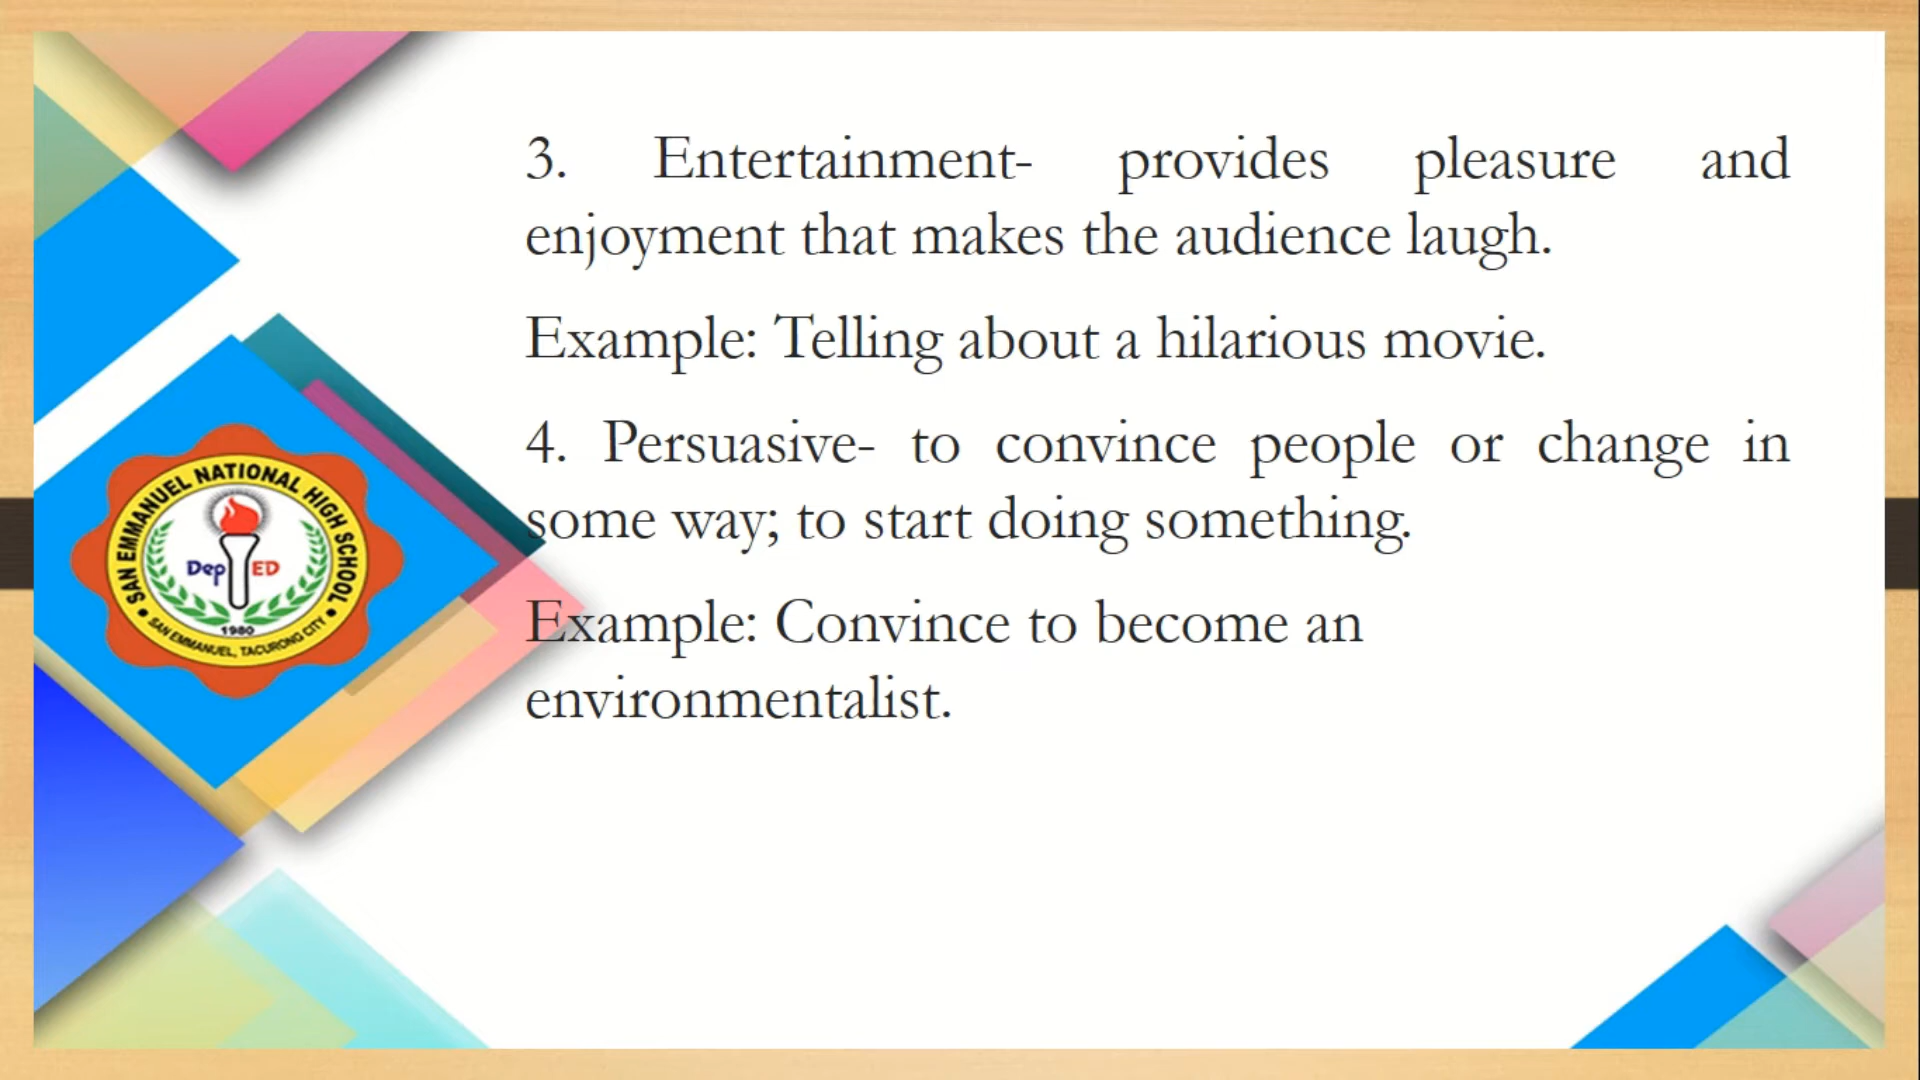 3. Entertainment- provides pleasure and
enjoyment that makes the audience laugh.
Example: Telling about a hilarious movie.
4. Persuasive- to convince people or change in
some way; to start doing something.
Example: Convince to become an
environmentalist.
SAN EMMANUEL NATIONAL HIGH SCHOOL
DepED
1980
SAN EMMANUEL, TACURONG CITY